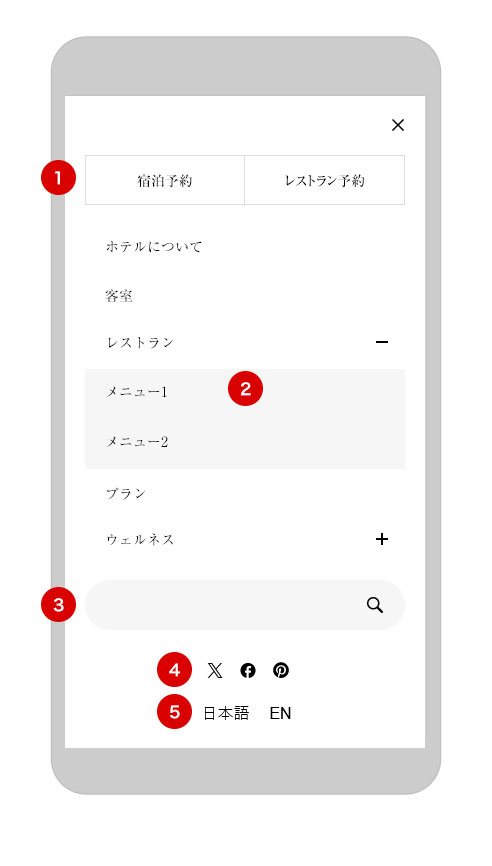 1
宿泊予約 レストラン予約
ホテルについて
客室
レストラン
2
メニュー1
メニュー2
プラン
ウェルネス
3
4
5
日本語 EN